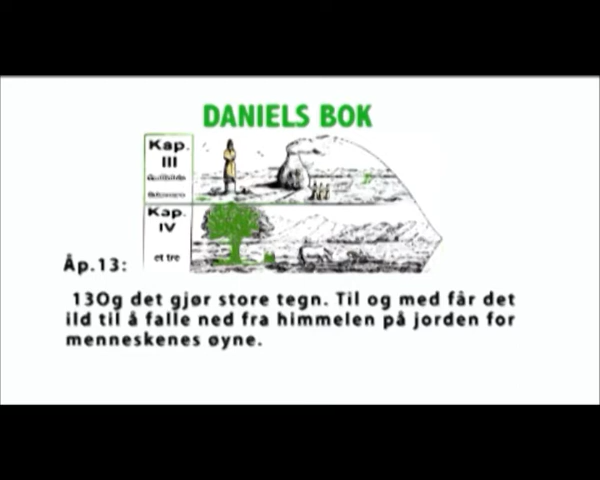 DANIELS BOK
Kap.
III
Kap.
IV
et tre
Åp.13:
13Og det gjør store tegn. Til og med får det
ild til å falle ned fra himmelen på jorden for
menneskenes øyne.